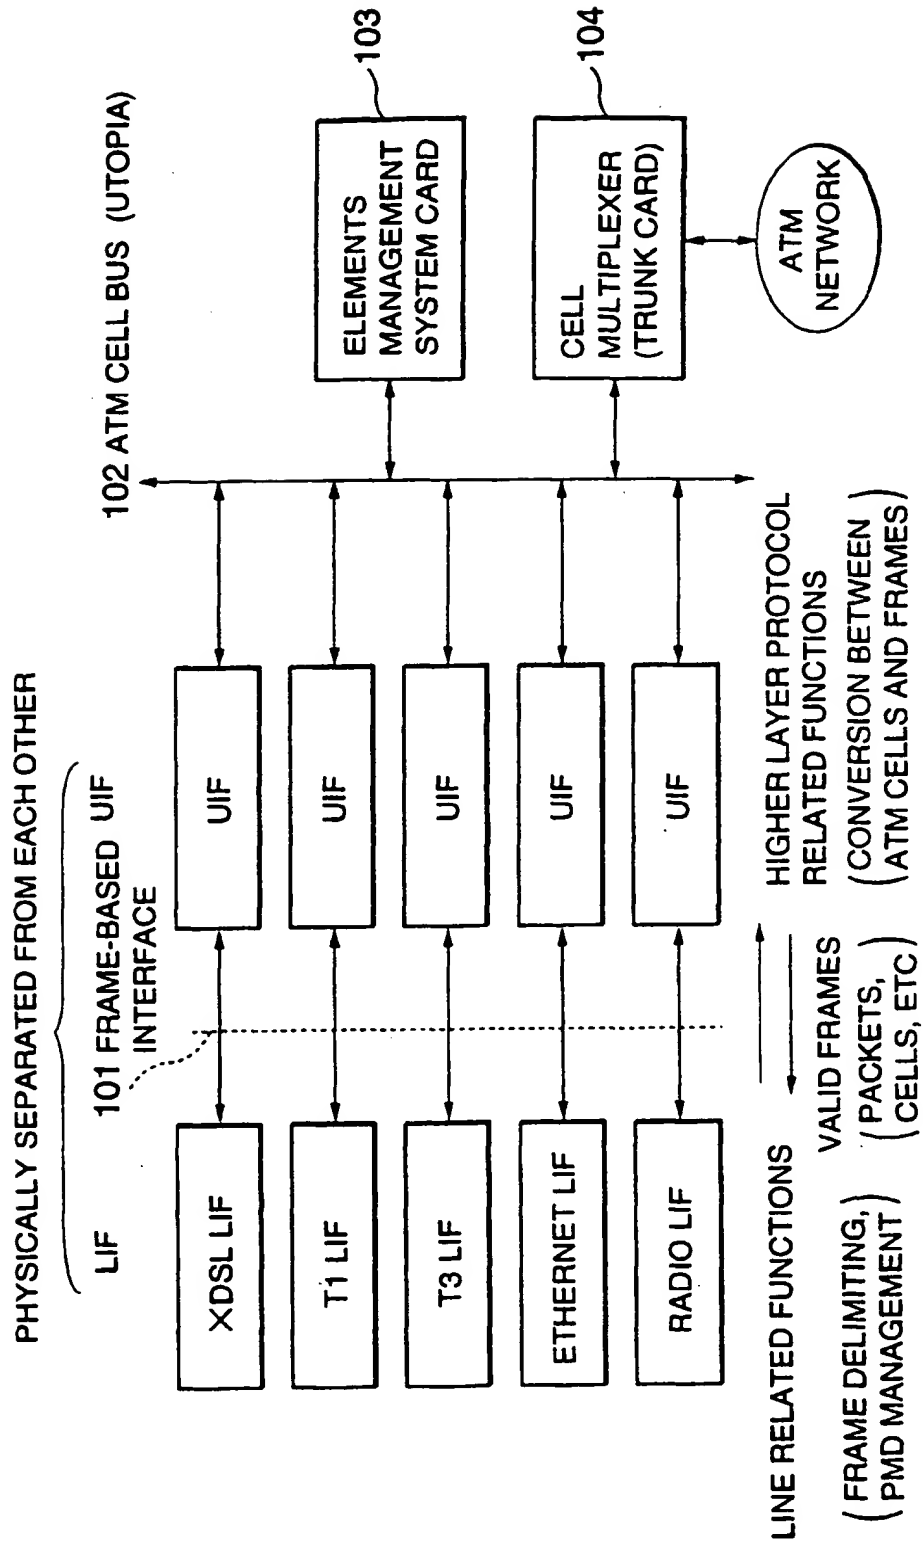 PHYSICALLY SEPARATED FROM EACH OTHER
LIF
UIF
101 FRAME-BASED
INTERFACE
102 ATM CELL BUS (UTOPIA)
XDSL LIF
UIF
T1 LIF
UIF
T3 LIF
UIF
ETHERNET LIF
UIF
RADIO LIF
UIF
ELEMENTS
MANAGEMENT
SYSTEM CARD
103
CELL
MULTIPLEXER
(TRUNK CARD)
104
ATM
NETWORK
LINE RELATED FUNCTIONS
(FRAME DELIMITING,
PMD MANAGEMENT)
VALID FRAMES
(PACKETS,
CELLS, ETC)
HIGHER LAYER PROTOCOL
RELATED FUNCTIONS
(CONVERSION BETWEEN
ATM CELLS AND FRAMES)